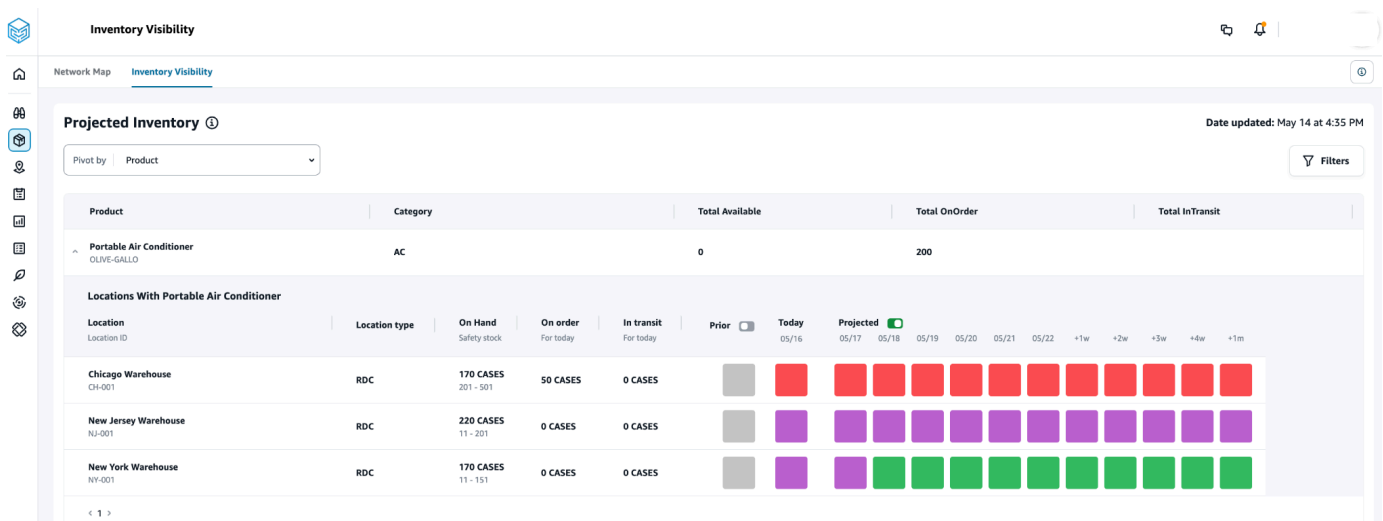 Inventory Visibility
Network Map Inventory Visibility
Projected Inventory
Date updated: May 14 at 4:35 PM
Pivot by Product
Filters
Product Category Total Available Total OnOrder Total InTransit
Portable Air Conditioner AC 0 200
OLIVE-GALLO
Locations With Portable Air Conditioner
Location Location type On Hand On order In transit Prior Today Projected
Location ID Safety stock For today For today 05/16 05/17 05/18 05/19 05/20 05/21 05/22 +1w +2w +3w +4w +1m
Chicago Warehouse RDC 170 CASES 50 CASES 0 CASES
CH-001 201 - 501
New Jersey Warehouse RDC 220 CASES 0 CASES 0 CASES
NJ-001 11 - 201
New York Warehouse RDC 170 CASES 0 CASES 0 CASES
NY-001 11 - 151
< 1 >